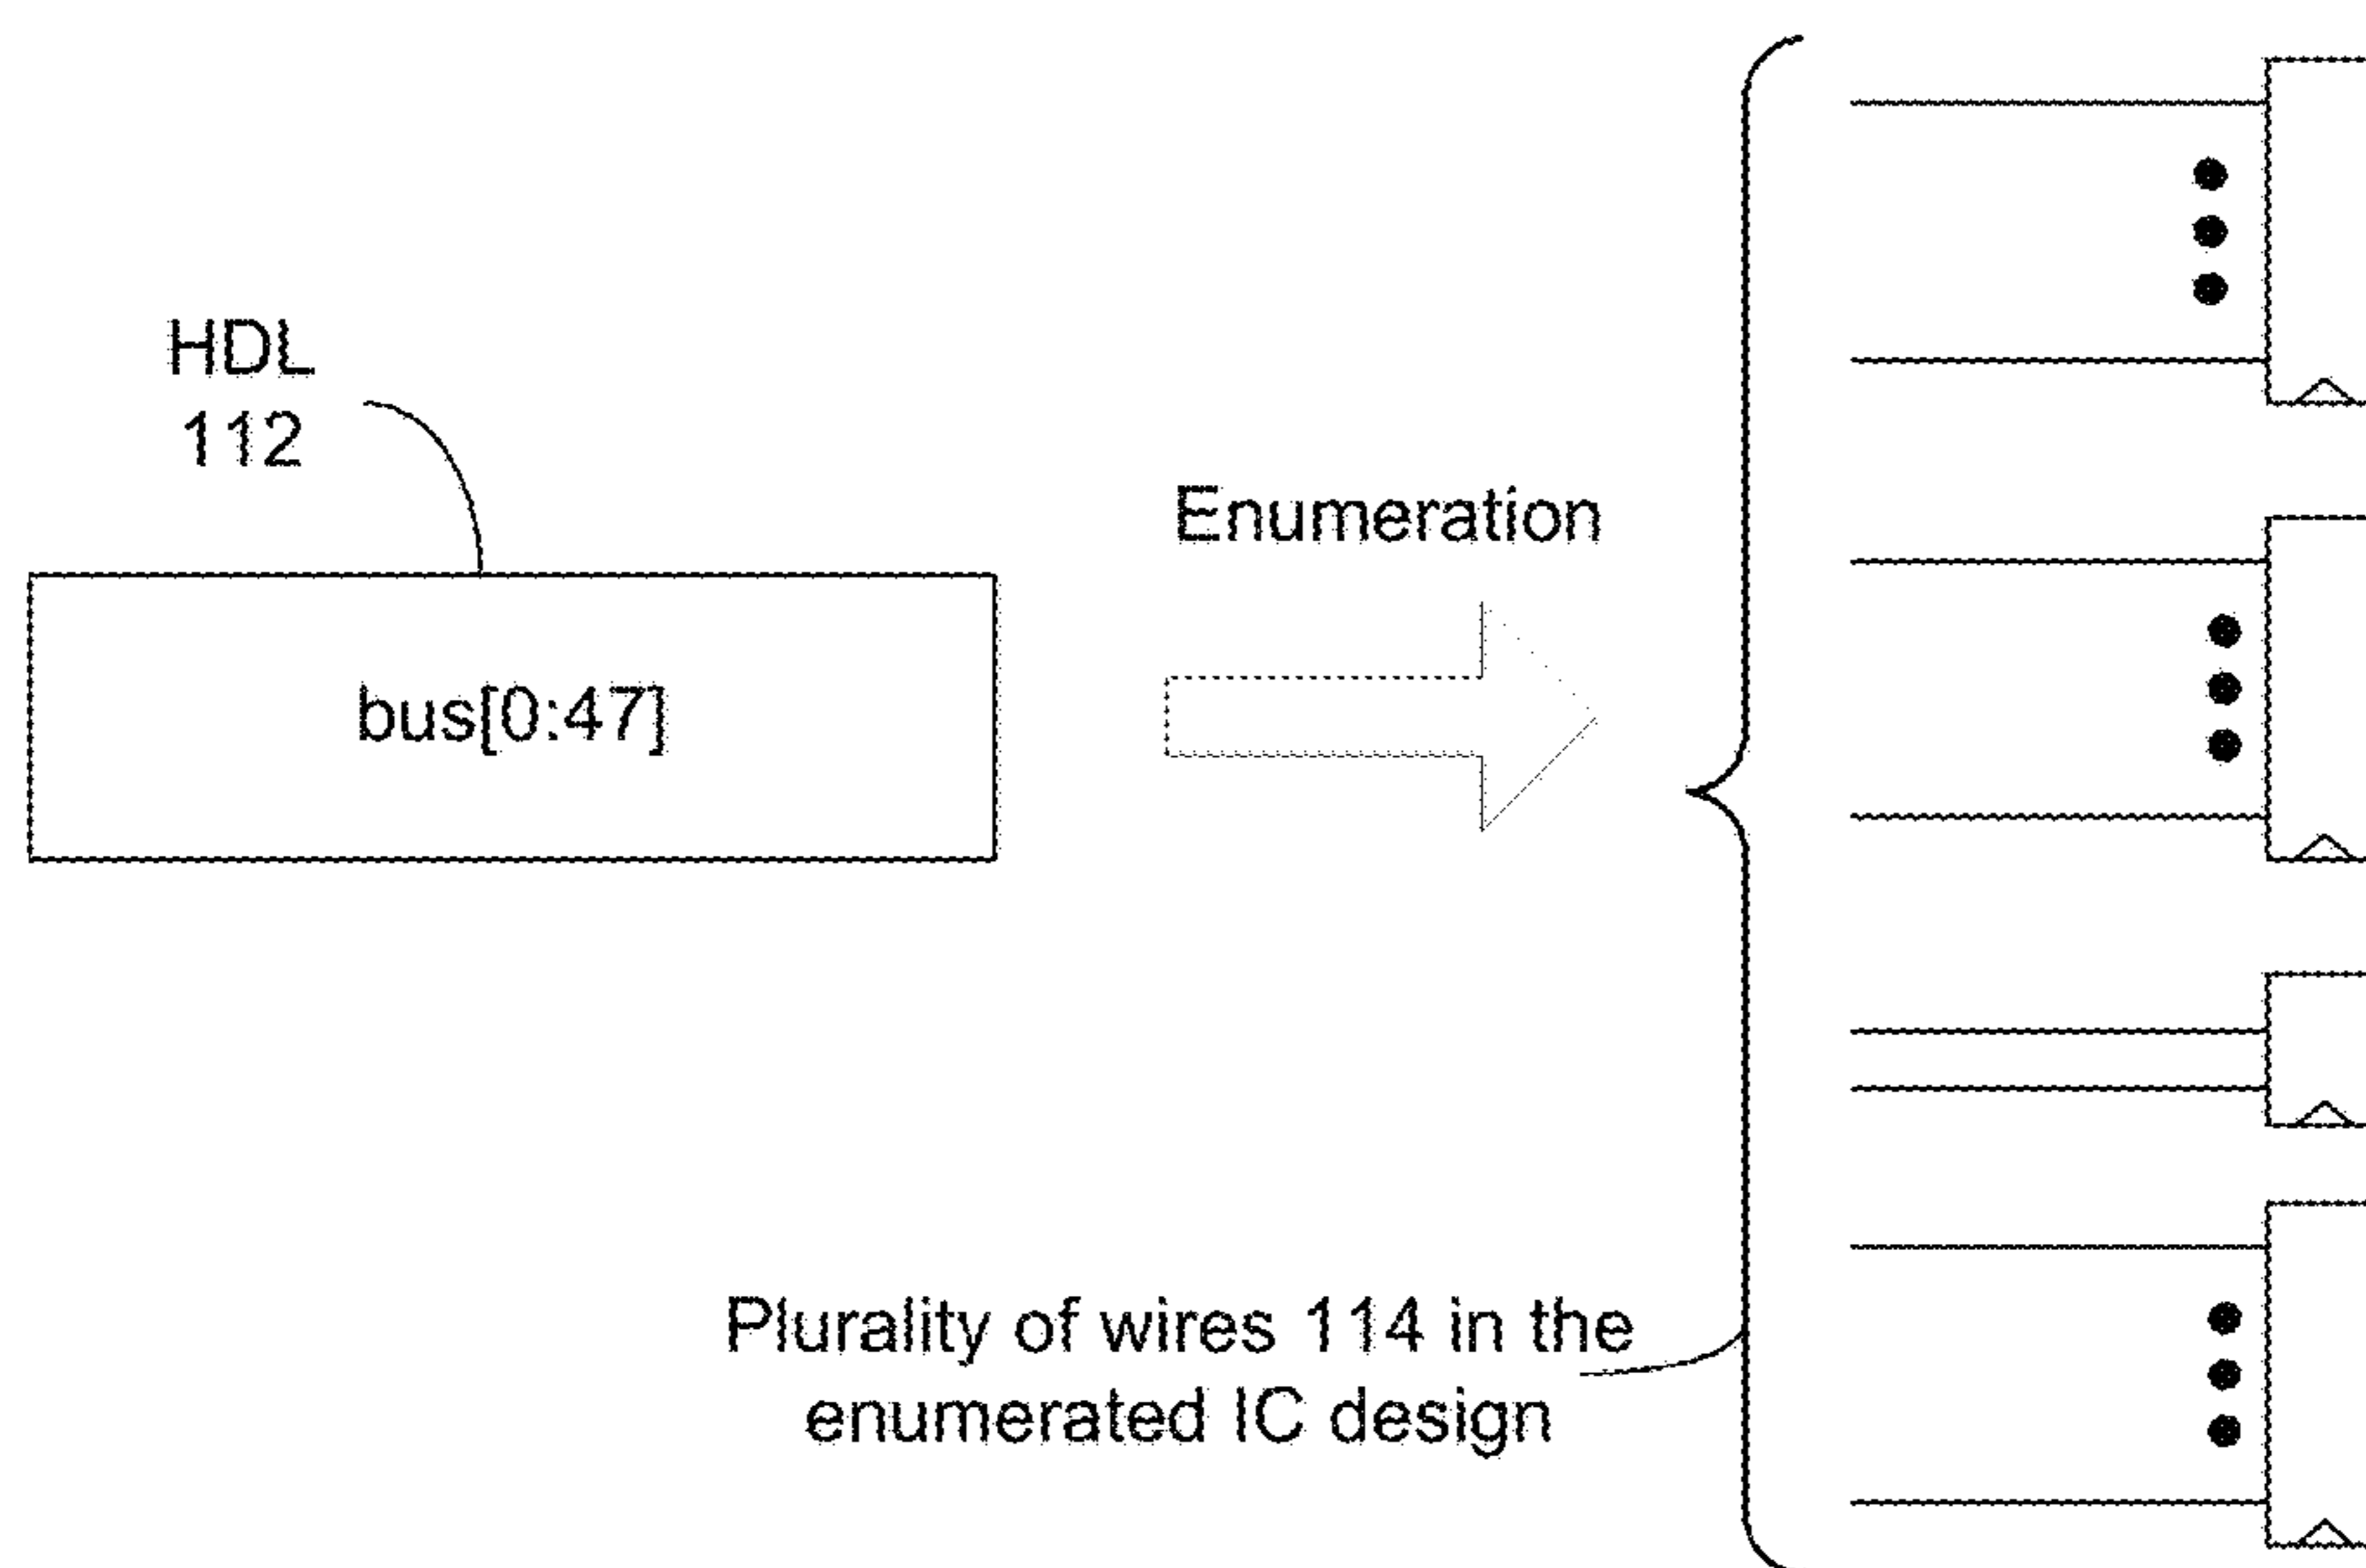 HDL
112
Enumeration
bus[0:47]
Plurality of wires 114 in the
enumerated IC design